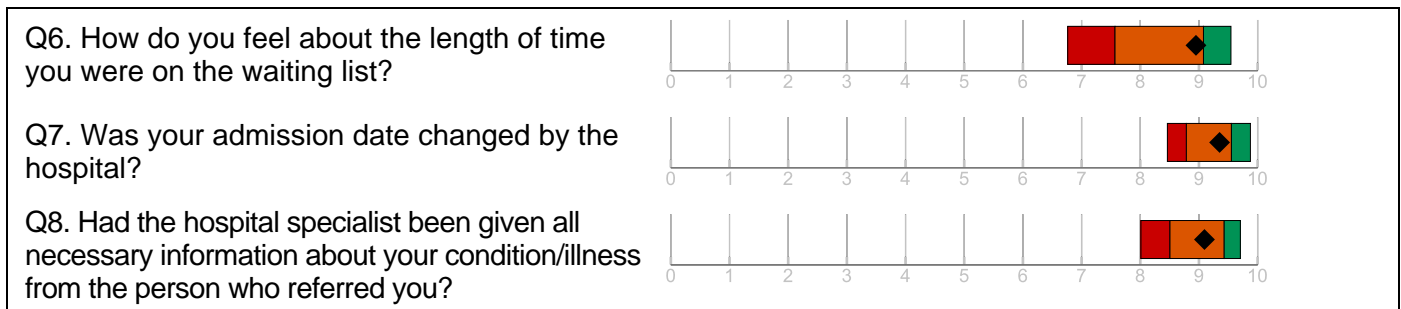 Q6. How do you feel about the length of time
you were on the waiting list?
0 1 2 3 4 5 6 7 8 9 10
Q7. Was your admission date changed by the
hospital?
0 1 2 3 4 5 6 7 8 9 10
Q8. Had the hospital specialist been given all
necessary information about your condition/illness
from the person who referred you?
0 1 2 3 4 5 6 7 8 9 10